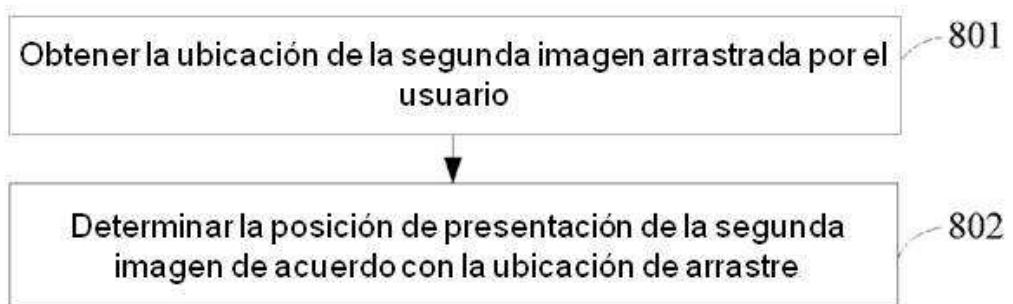 Obtener la ubicación de la segunda imagen arrastrada por el
usuario
801
Determinar la posición de presentación de la segunda
imagen de acuerdo con la ubicación de arrastre
802